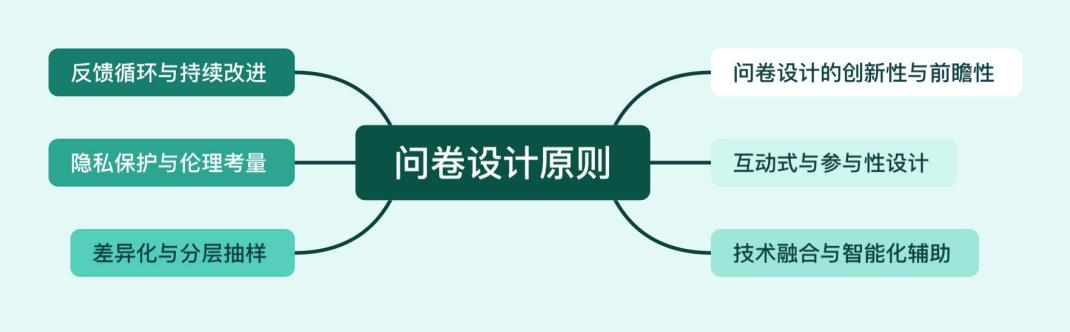 反馈循环与持续改进
问卷设计的创新性与前瞻性
隐私保护与伦理考量
问卷设计原则
互动式与参与性设计
差异化与分层抽样
技术融合与智能化辅助